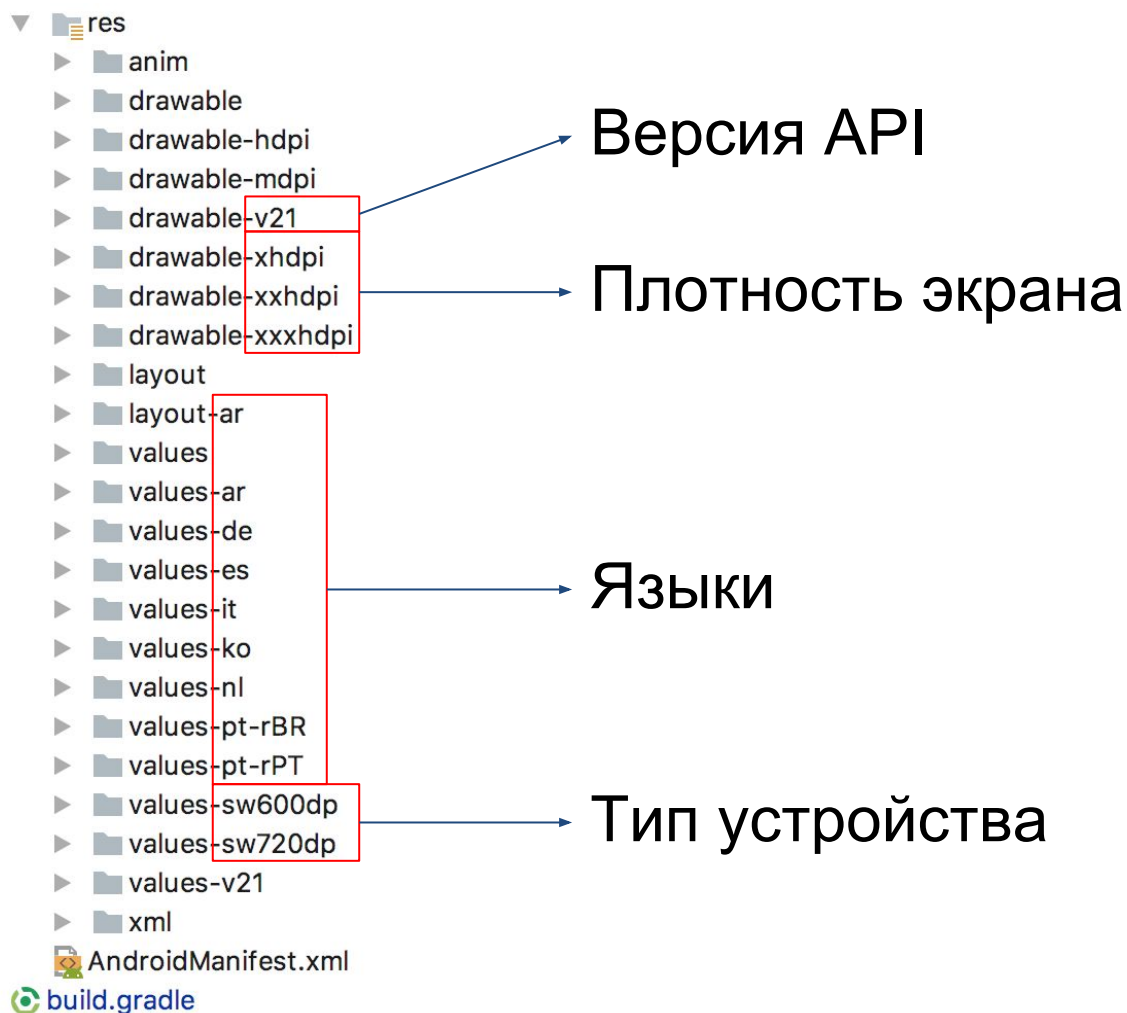 res
anim
drawable
drawable-hdpi
drawable-mdpi
drawable-v21
drawable-xhdpi
drawable-xxhdpi
drawable-xxxhdpi
layout
layout-ar
values
values-ar
values-de
values-es
values-it
values-ko
values-nl
values-pt-rBR
values-pt-rPT
values-sw600dp
values-sw720dp
values-v21
xml
AndroidManifest.xml
build.gradle
Версия API
Плотность экрана
Языки
Тип устройства